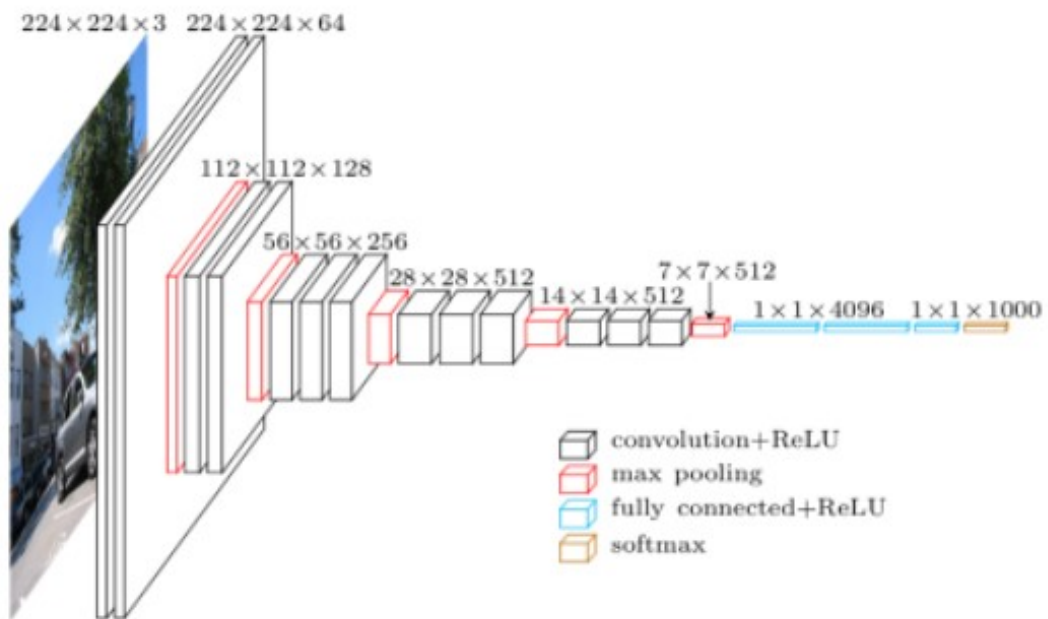 224×224×3
224×224×64
112×112×128
56×56×256
28×28×512
14×14×512
7×7×512
1×1×4096
1×1×1000
convolution+ReLU
max pooling
fully connected+ReLU
softmax